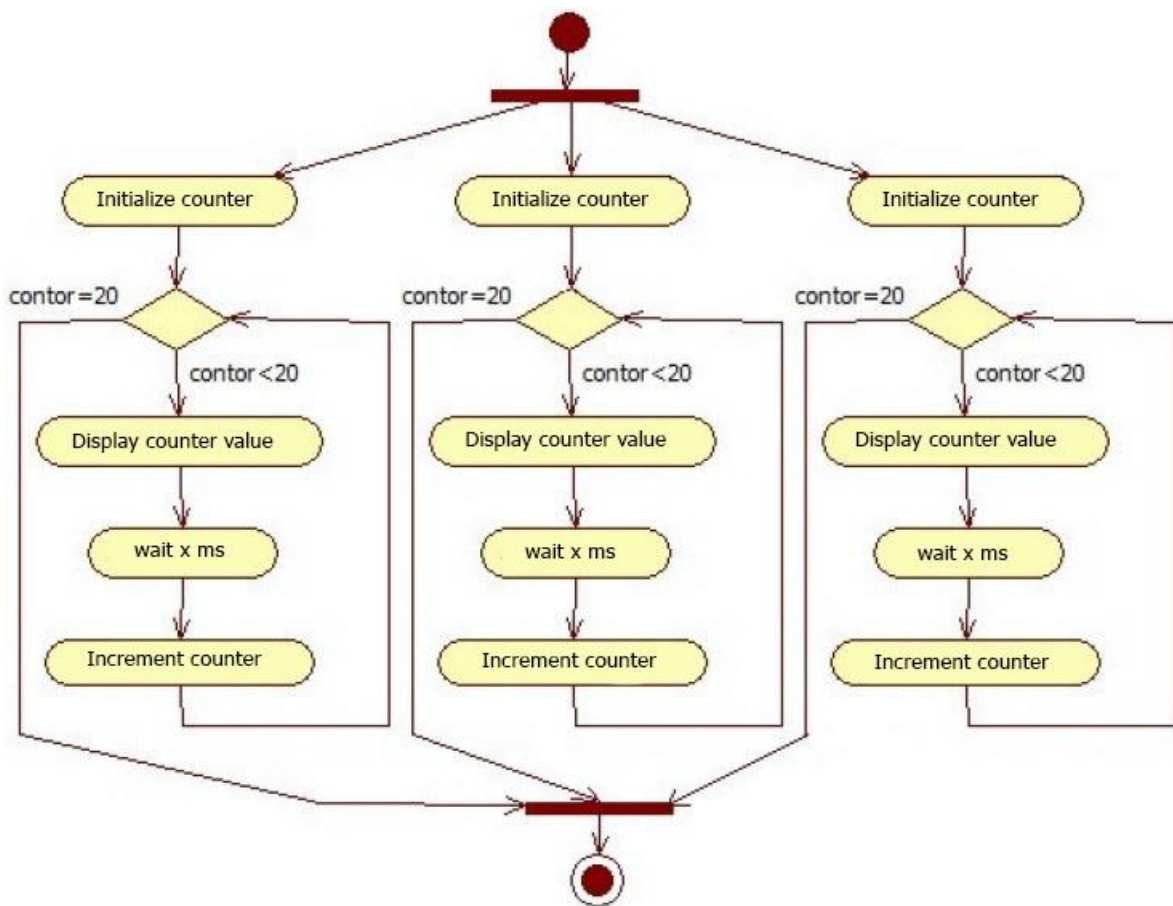 Initialize counter
Initialize counter
Initialize counter
contor=20
contor=20
contor=20
contor<20
contor<20
contor<20
Display counter value
Display counter value
Display counter value
wait x ms
wait x ms
wait x ms
Increment counter
Increment counter
Increment counter